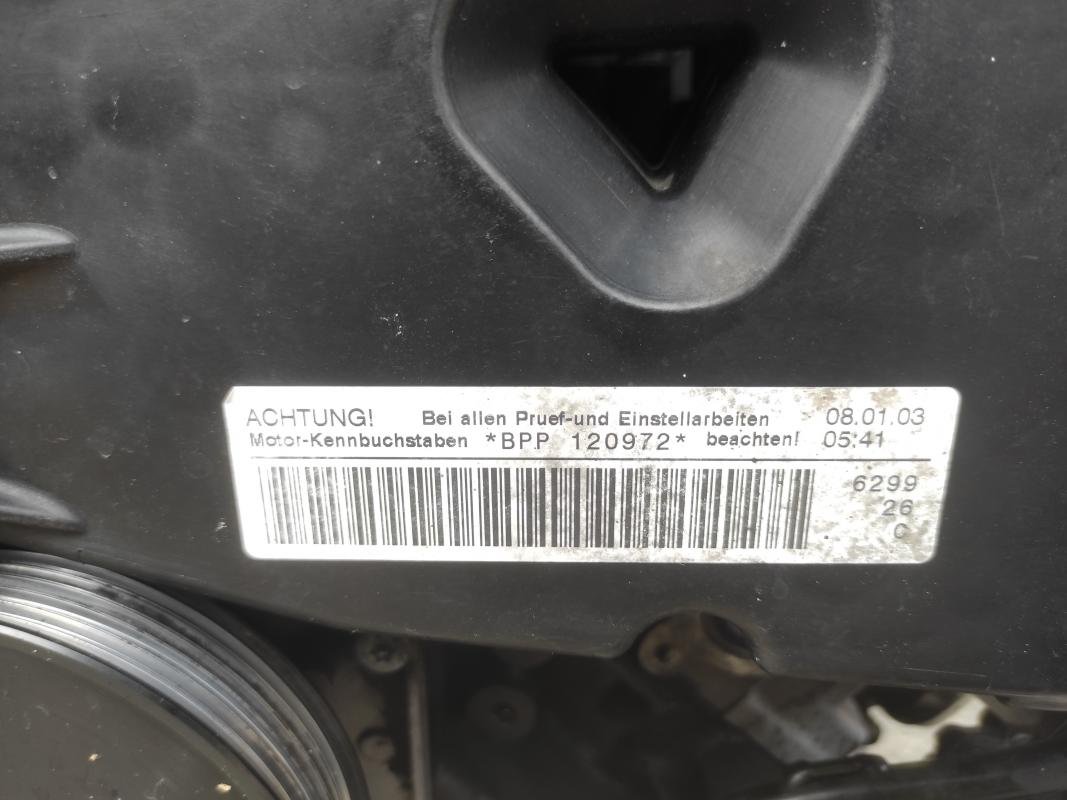 ACHTUNG! Bei allen Pruef-und Einstellarbeiten 08.01.03
Motor-Kennbuchstaben *BPP 120972* beachten! 05:41
6299
26
C